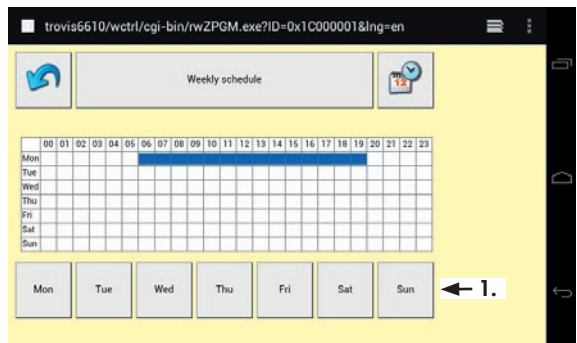 trovis6610/wctrl/cgi-bin/rwZPGM.exe?ID=0x1C000001&lng=en
Weekly schedule
12
00 01 02 03 04 05 06 07 08 09 10 11 12 13 14 15 16 17 18 19 20 21 22 23
Mon
Tue
Wed
Thu
Fri
Sat
Sun
Mon Tue Wed Thu Fri Sat Sun
1.